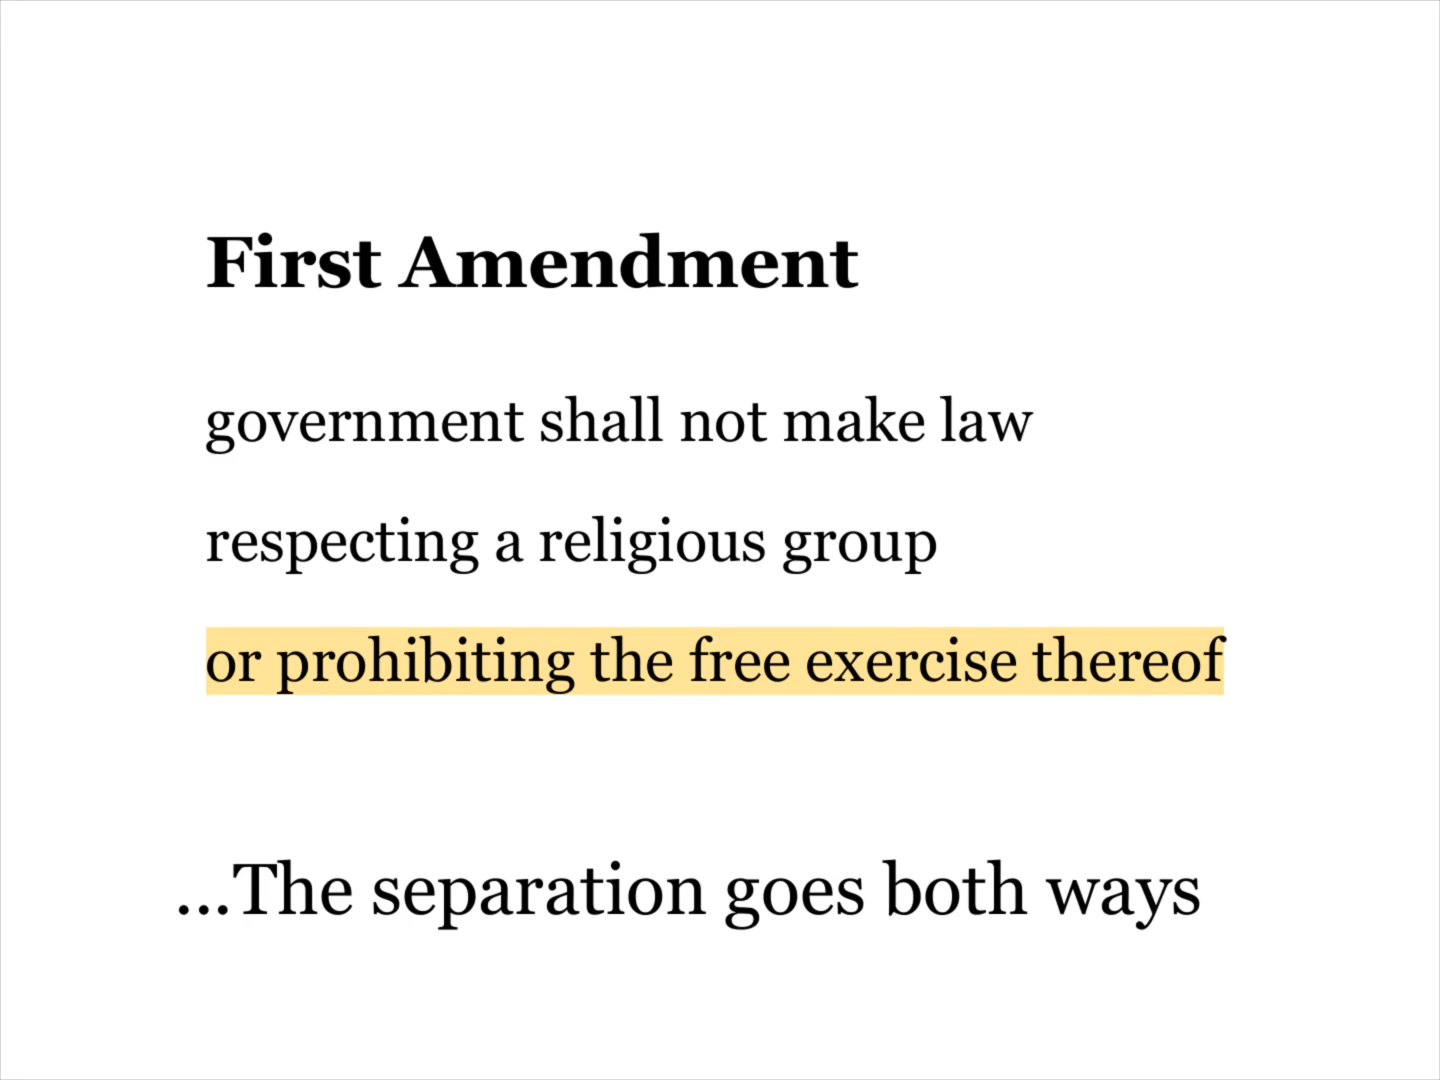 First Amendment
government shall not make law
respecting a religious group
or prohibiting the free exercise thereof
...The separation goes both ways